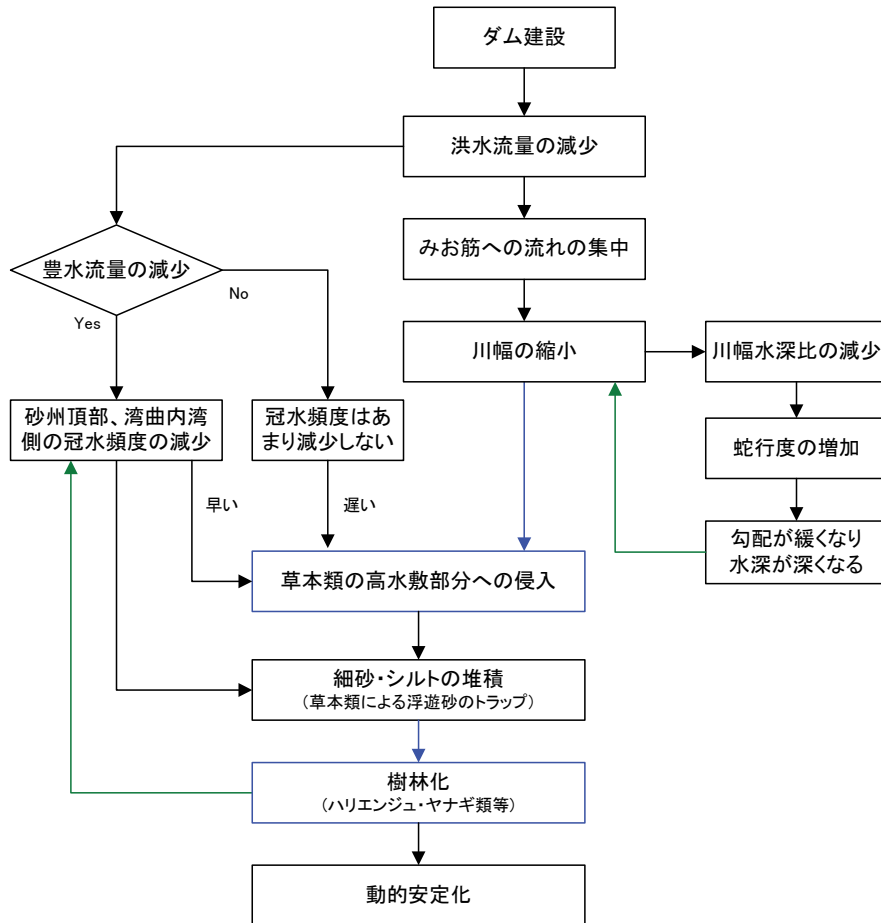 ダム建設
洪水流量の減少
みお筋への流れの集中
豊水流量の減少
No
Yes
川幅の縮小
川幅水深比の減少
砂州頂部、湾曲内湾
側の冠水頻度の減少
冠水頻度はあ
まり減少しない
蛇行度の増加
早い
遅い
勾配が緩くなり
水深が深くなる
草本類の高水敷部分への侵入
細砂・シルトの堆積
（草本類による浮遊砂のトラップ）
樹林化
（ハリエンジュ・ヤナギ類等）
動的安定化